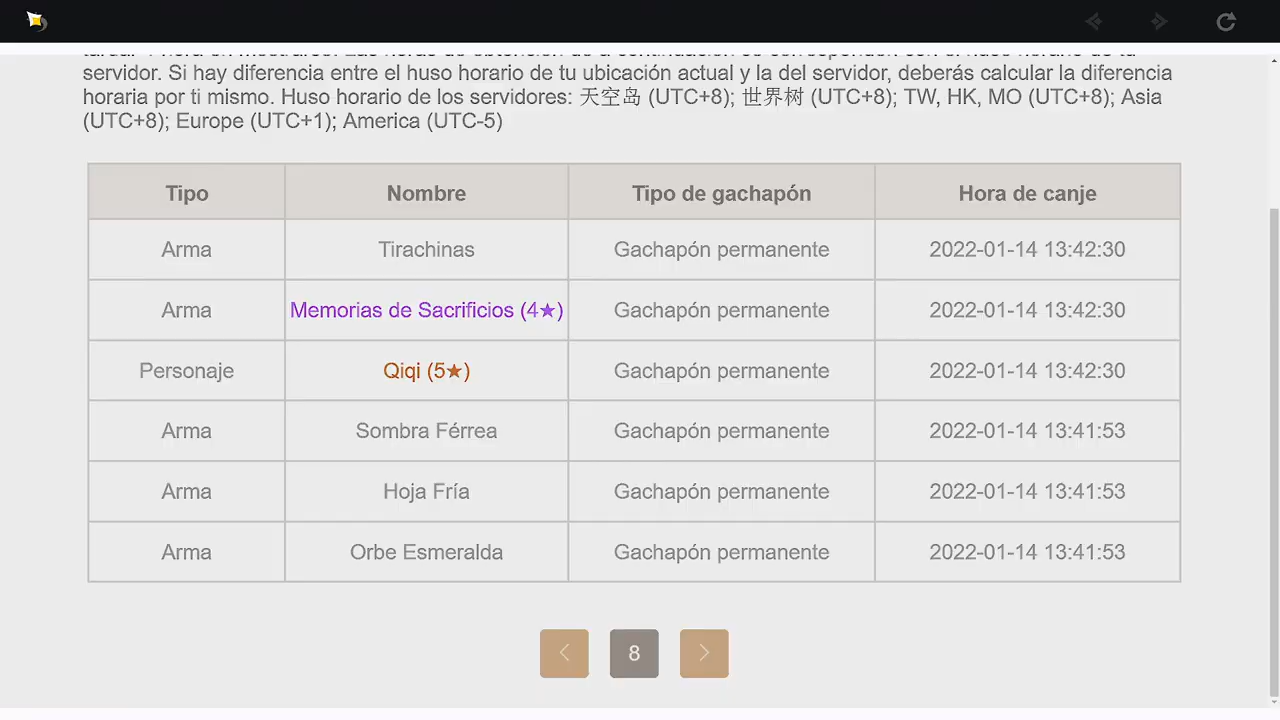 servidor. Si hay diferencia entre el huso horario de tu ubicación actual y la del servidor, deberás calcular la diferencia
horaria por ti mismo. Huso horario de los servidores: 天空岛 (UTC+8); 世界树 (UTC+8); TW, HK, MO (UTC+8); Asia
(UTC+8); Europe (UTC+1); America (UTC-5)
Tipo Nombre Tipo de gachapón Hora de canje
Arma Tirachinas Gachapón permanente 2022-01-14 13:42:30
Arma Memorias de Sacrificios (4★) Gachapón permanente 2022-01-14 13:42:30
Personaje Qiqi (5★) Gachapón permanente 2022-01-14 13:42:30
Arma Sombra Férrea Gachapón permanente 2022-01-14 13:41:53
Arma Hoja Fría Gachapón permanente 2022-01-14 13:41:53
Arma Orbe Esmeralda Gachapón permanente 2022-01-14 13:41:53
8